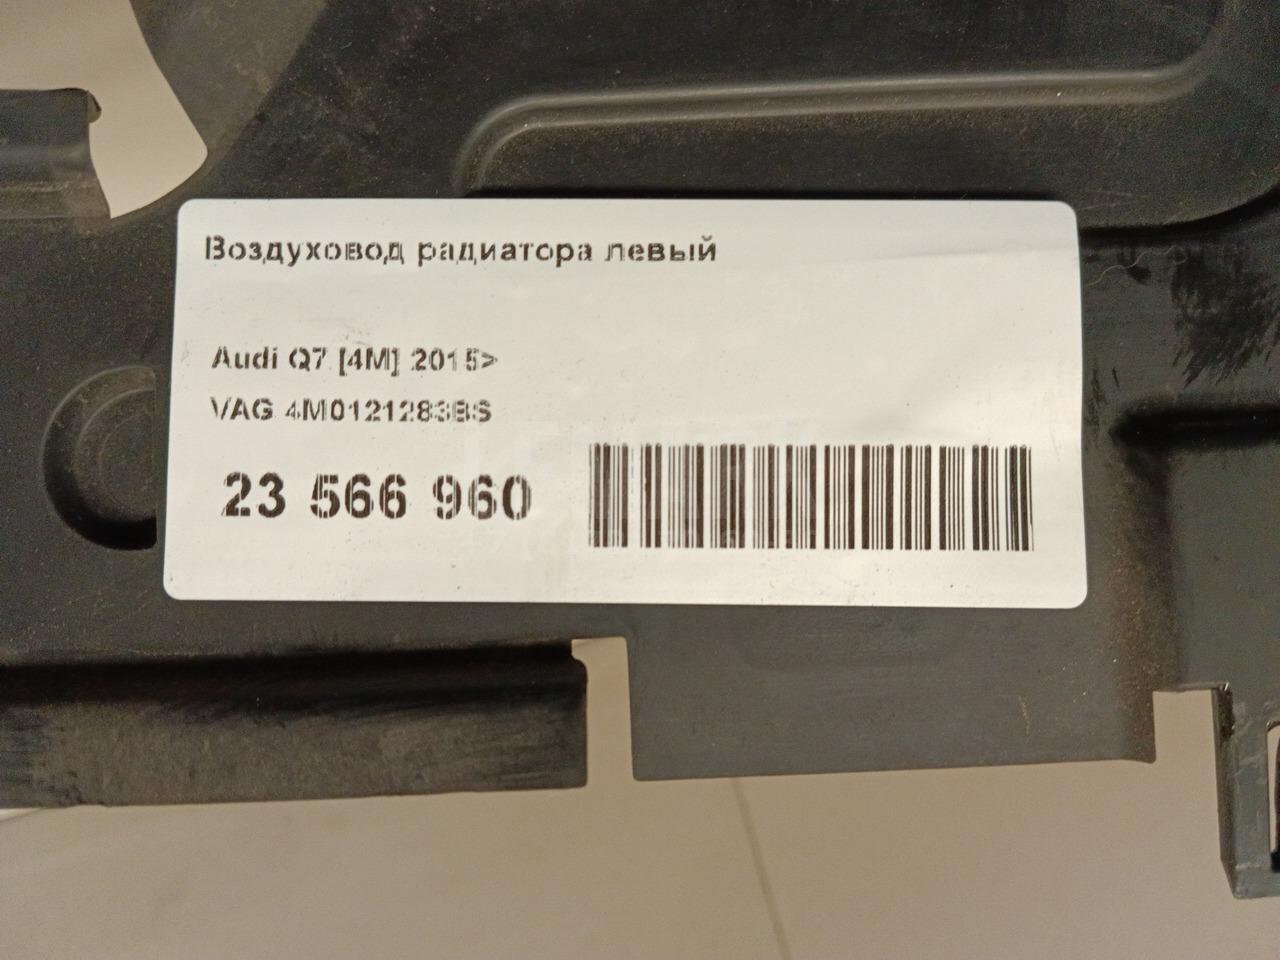 Воздуховод радиатора левый
Audi Q7 [4M] 2015>
VAG 4M0121283BS
23 566 960